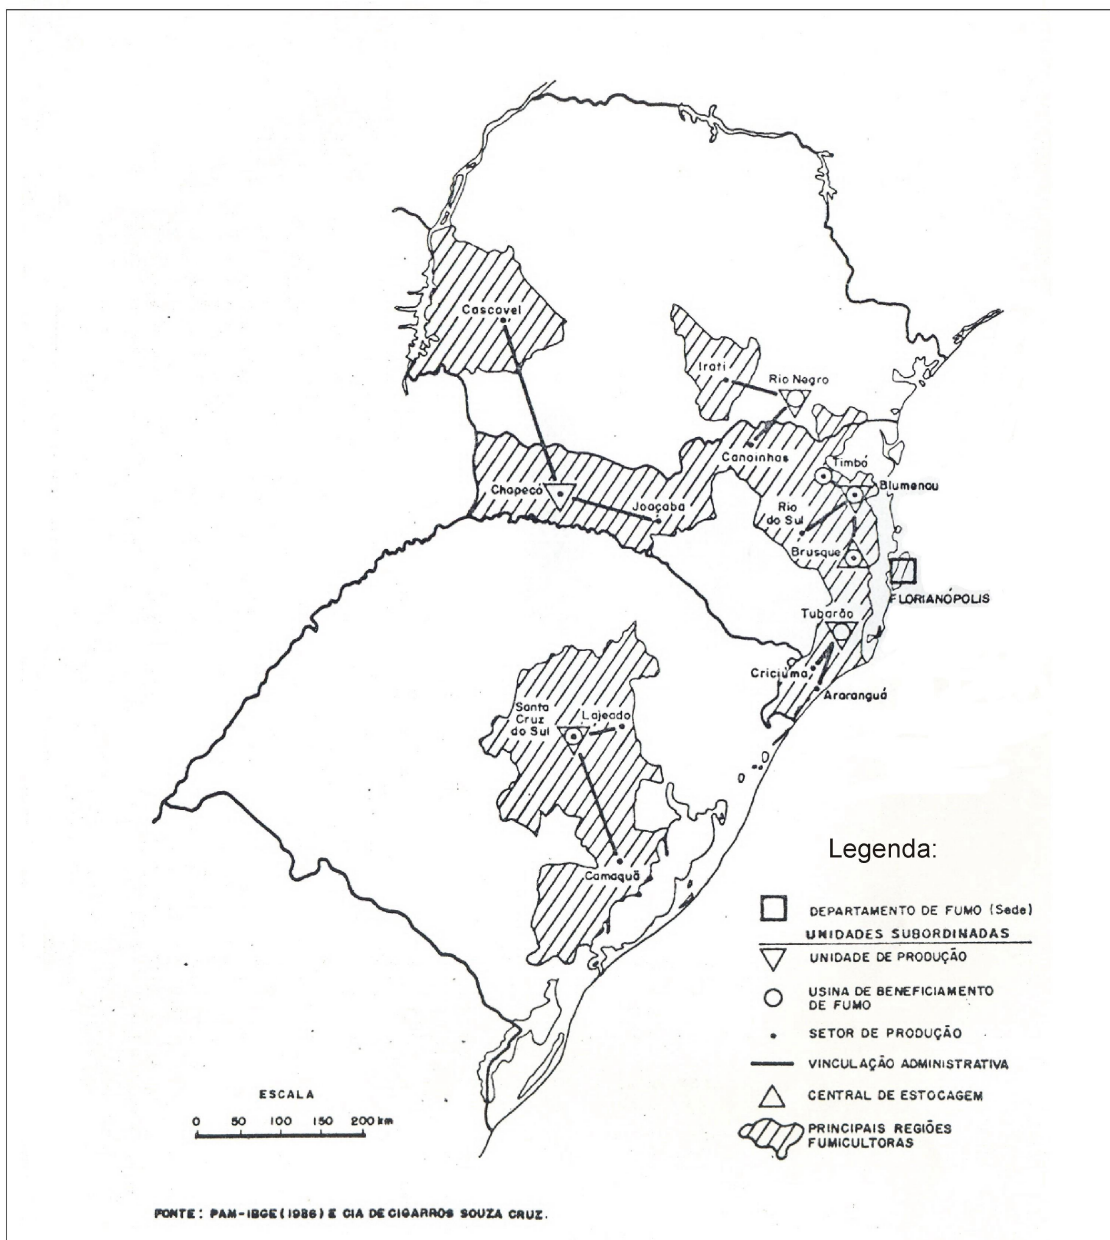 Cascavel
Irati
Rio Negro
Canoinhas
Timbó
Blumenau
Chapecó
Joaçaba
Rio
do Sul
Brusque
FLORIANÓPOLIS
Tubarão
Criciúma
Araranguá
Santa
Cruz
do Sul
Lajeado
Camaquã
Legenda:
DEPARTAMENTO DE FUMO (Sede)
UNIDADES SUBORDINADAS
UNIDADE DE PRODUÇÃO
USINA DE BENEFICIAMENTO
DE FUMO
SETOR DE PRODUÇÃO
VINCULAÇÃO ADMINISTRATIVA
CENTRAL DE ESTOCAGEM
PRINCIPAIS REGIÕES
FUMICULTORAS
ESCALA
0 50 100 150 200 km
FONTE: PAM-IBGE (1986) E CIA DE CIGARROS SOUZA CRUZ.